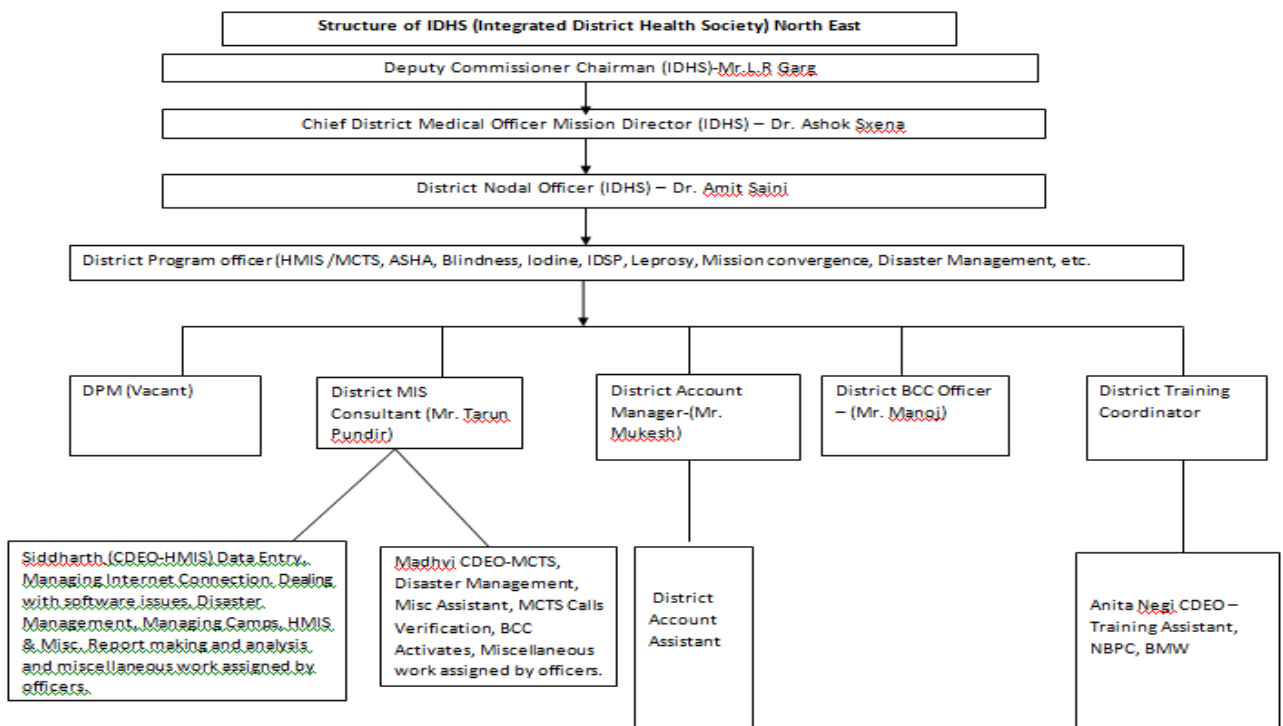 Structure of IDHS (Integrated District Health Society) North East
Deputy Commissioner Chairman (IDHS)-Mr.L.R Garg
Chief District Medical Officer Mission Director (IDHS) – Dr. Ashok Sxena
District Nodal Officer (IDHS) – Dr. Amit Saini
District Program officer (HMIS /MCTS, ASHA, Blindness, Iodine, IDSP, Leprosy, Mission convergence, Disaster Management, etc.
DPM (Vacant)
District MIS
Consultant (Mr. Tarun
Pundir)
District Account
Manager-(Mr.
Mukesh)
District BCC Officer
– (Mr. Manoj)
District Training
Coordinator
Siddharth (CDEO-HMIS) Data Entry,
Managing Internet Connection, Dealing
with software issues, Disaster
Management, Managing Camps, HMIS
& Misc. Report making and analysis
and miscellaneous work assigned by
officers.
Madhvi CDEO-MCTS,
Disaster Management,
Misc Assistant, MCTS Calls
Verification, BCC
Activates, Miscellaneous
work assigned by officers.
District
Account
Assistant
Anita Negi CDEO –
Training Assistant,
NBPC, BMW